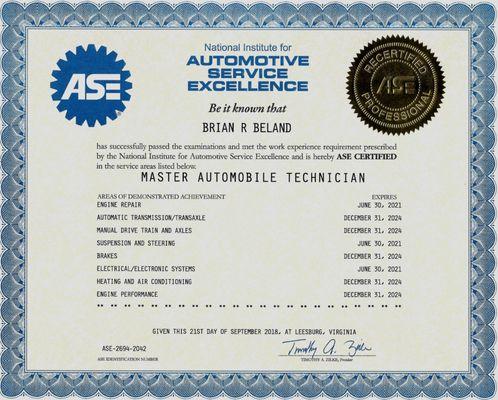 National Institute for
AUTOMOTIVE
SERVICE
EXCELLENCE
ASE
RECERTIFIED
ASE
PROFESSIONAL
Be it known that
BRIAN R BELAND
has successfully passed the examinations and met the work experience requirement prescribed
by the National Institute for Automotive Service Excellence and is hereby ASE CERTIFIED
in the service areas listed below.
MASTER AUTOMOBILE TECHNICIAN
AREAS OF DEMONSTRATED ACHIEVEMENT EXPIRES
ENGINE REPAIR JUNE 30, 2021
AUTOMATIC TRANSMISSION/TRANSAXLE DECEMBER 31, 2024
MANUAL DRIVE TRAIN AND AXLES DECEMBER 31, 2024
SUSPENSION AND STEERING JUNE 30, 2021
BRAKES DECEMBER 31, 2024
ELECTRICAL/ELECTRONIC SYSTEMS JUNE 30, 2021
HEATING AND AIR CONDITIONING DECEMBER 31, 2024
ENGINE PERFORMANCE DECEMBER 31, 2024
** ** ** ** ** ** ** ** ** ** ** ** ** ** ** ** ** ** ** ** ** ** **
GIVEN THIS 21ST DAY OF SEPTEMBER 2018, AT LEESBURG, VIRGINIA
ASE-2694-2042 Timothy A. Zilke
ASE IDENTIFICATION NUMBER TIMOTHY A. ZILKE, President